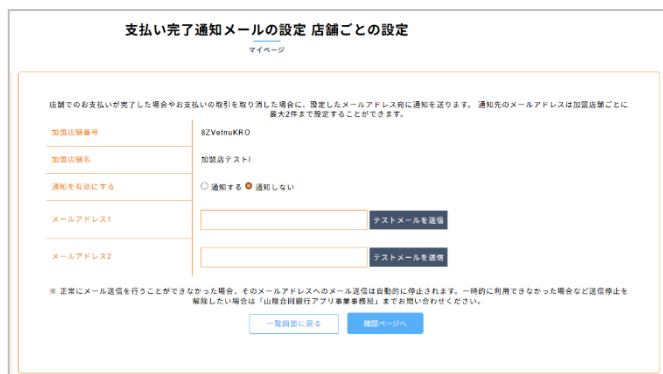 支払い完了通知メールの設定 店舗ごとの設定
マイページ
店舗でのお支払いが完了した場合やお支払いの取引を取り消した場合に、設定したメールアドレス宛に通知を送ります。 通知先のメールアドレスは加盟店舗ごとに
最大2件まで設定することができます。
加盟店舗番号 8ZVetnuKRO
加盟店舗名 加盟店テストI
通知を有効にする 通知する 通知しない
メールアドレス1 テストメールを送信
メールアドレス2 テストメールを送信
※ 正常にメール送信を行うことができなかった場合、そのメールアドレスへのメール送信は自動的に停止されます。一時的に利用できなかった場合など送信停止を
解除したい場合は「山陰合同銀行アプリ事業事務局」までお問い合わせください。
一覧画面に戻る 確認ページへ